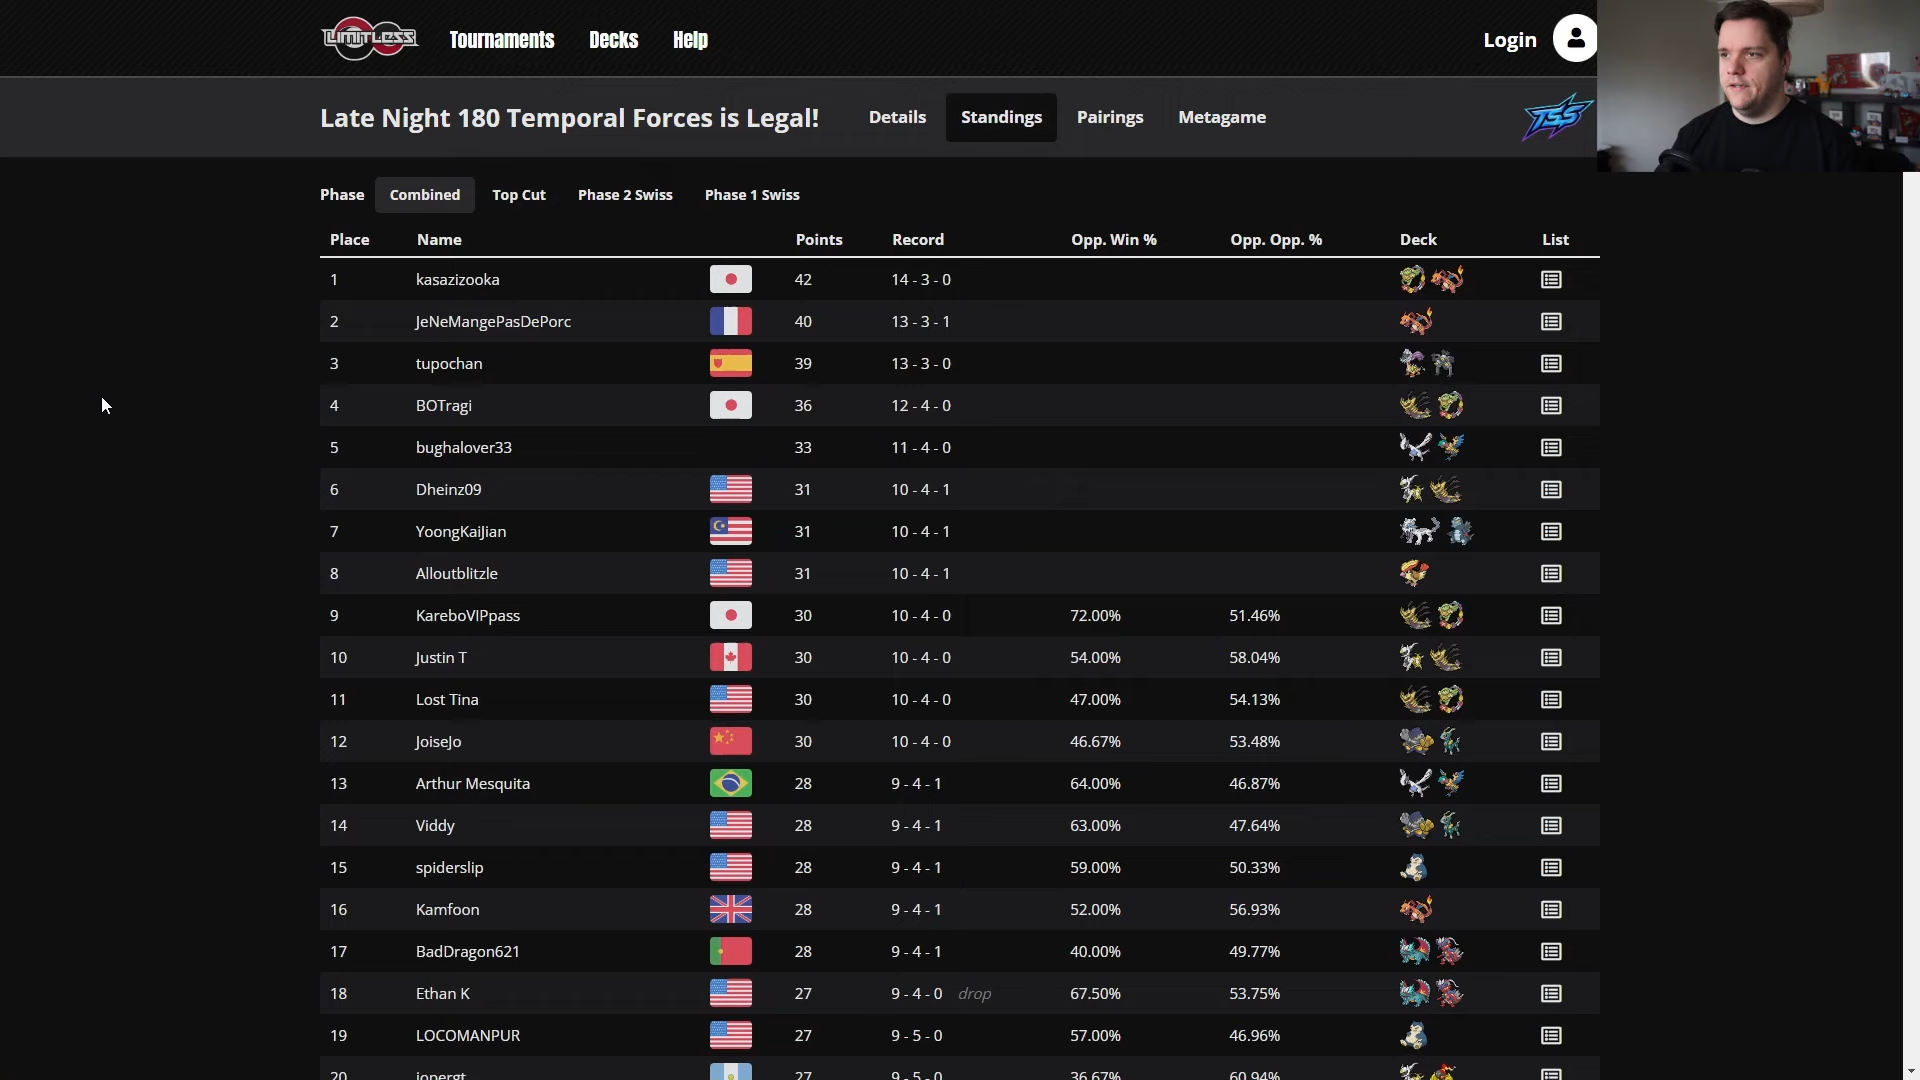 LIMITLESS Tournaments Decks Help Login
Late Night 180 Temporal Forces is Legal! Details Standings Pairings Metagame TSS
Phase Combined Top Cut Phase 2 Swiss Phase 1 Swiss
Place Name Points Record Opp. Win % Opp. Opp. % Deck List
1 kasazizooka 42 14 - 3 - 0
2 JeNeMangePasDePorc 40 13 - 3 - 1
3 tupochan 39 13 - 3 - 0
4 BOTragi 36 12 - 4 - 0
5 bughalover33 33 11 - 4 - 0
6 Dheinz09 31 10 - 4 - 1
7 YoongKaiJian 31 10 - 4 - 1
8 Alloutblitzle 31 10 - 4 - 1
9 KareboVIPpass 30 10 - 4 - 0 72.00% 51.46%
10 Justin T 30 10 - 4 - 0 54.00% 58.04%
11 Lost Tina 30 10 - 4 - 0 47.00% 54.13%
12 JoiseJo 30 10 - 4 - 0 46.67% 53.48%
13 Arthur Mesquita 28 9 - 4 - 1 64.00% 46.87%
14 Viddy 28 9 - 4 - 1 63.00% 47.64%
15 spiderslip 28 9 - 4 - 1 59.00% 50.33%
16 Kamfoon 28 9 - 4 - 1 52.00% 56.93%
17 BadDragon621 28 9 - 4 - 1 40.00% 49.77%
18 Ethan K 27 9 - 4 - 0 drop 67.50% 53.75%
19 LOCOMANPUR 27 9 - 5 - 0 57.00% 46.96%
20 27 9 - 5 - 0 36.67% 60.94%